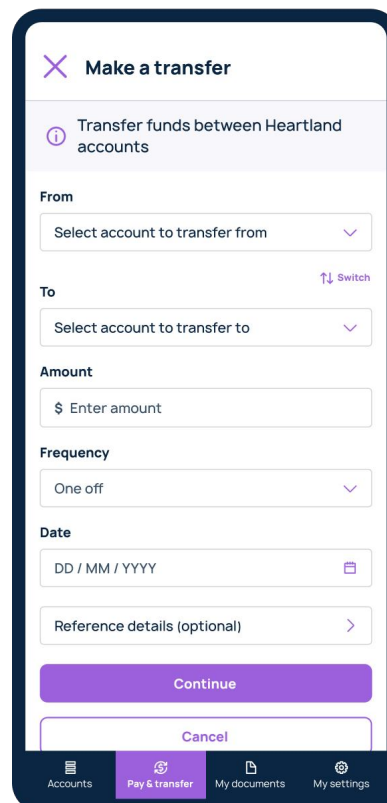 Make a transfer
Transfer funds between Heartland
accounts
From
Select account to transfer from
Switch
To
Select account to transfer to
Amount
$ Enter amount
Frequency
One off
Date
DD / MM / YYYY
Reference details (optional)
Continue
Cancel
Accounts Pay & transfer My documents My settings